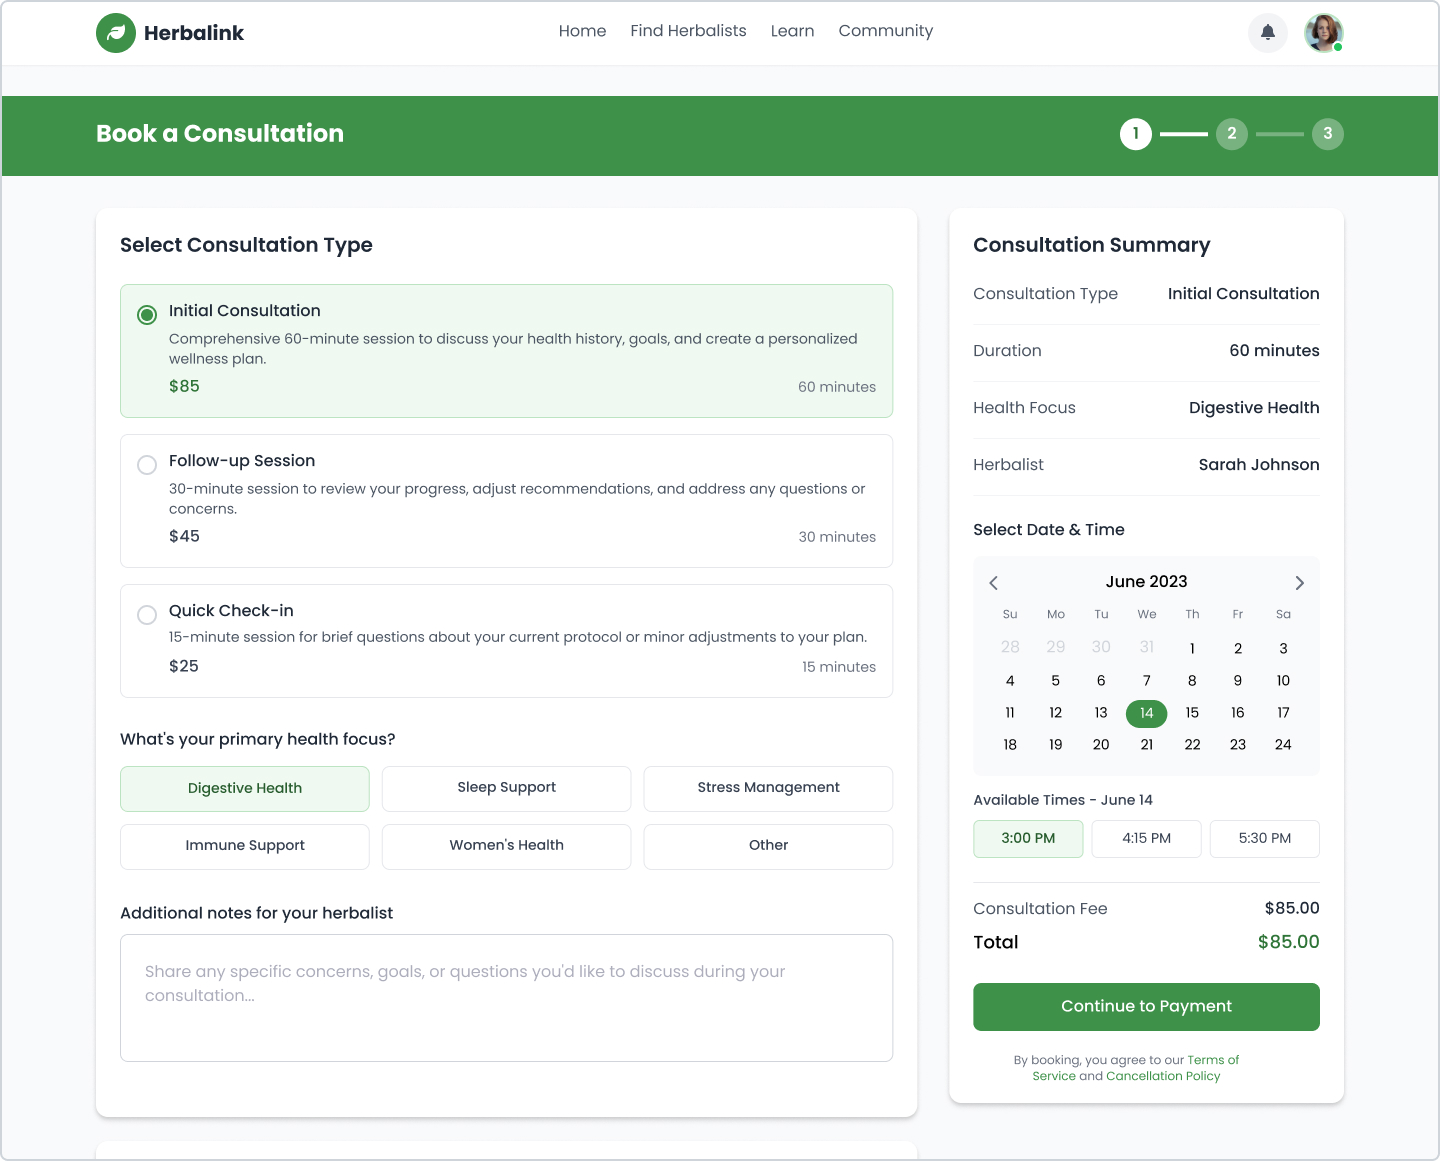 Herbalink
Home Find Herbalists Learn Community
Book a Consultation
1 2 3
Select Consultation Type
Initial Consultation
Comprehensive 60-minute session to discuss your health history, goals, and create a personalized
wellness plan.
$85 60 minutes
Follow-up Session
30-minute session to review your progress, adjust recommendations, and address any questions or
concerns.
$45 30 minutes
Quick Check-in
15-minute session for brief questions about your current protocol or minor adjustments to your plan.
$25 15 minutes
What's your primary health focus?
Digestive Health Sleep Support Stress Management
Immune Support Women's Health Other
Additional notes for your herbalist
Share any specific concerns, goals, or questions you'd like to discuss during your
consultation...
Consultation Summary
Consultation Type Initial Consultation
Duration 60 minutes
Health Focus Digestive Health
Herbalist Sarah Johnson
Select Date & Time
June 2023
Su Mo Tu We Th Fr Sa
28 29 30 31 1 2 3
4 5 6 7 8 9 10
11 12 13 14 15 16 17
18 19 20 21 22 23 24
Available Times - June 14
3:00 PM 4:15 PM 5:30 PM
Consultation Fee $85.00
Total $85.00
Continue to Payment
By booking, you agree to our Terms of
Service and Cancellation Policy